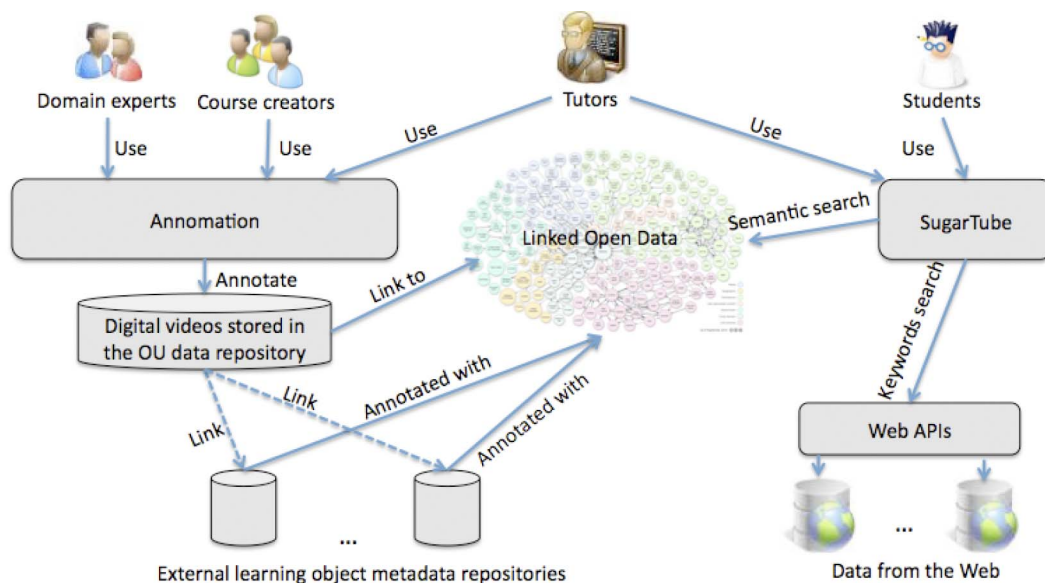 Domain experts
Course creators
Tutors
Students
Use
Use
Use
Use
Use
Annomation
Linked Open Data
Semantic search
SugarTube
Annotate
Link to
Digital videos stored in
the OU data repository
Keywords search
Annotated with
Link
Link
Annotated with
Web APIs
...
...
External learning object metadata repositories
Data from the Web